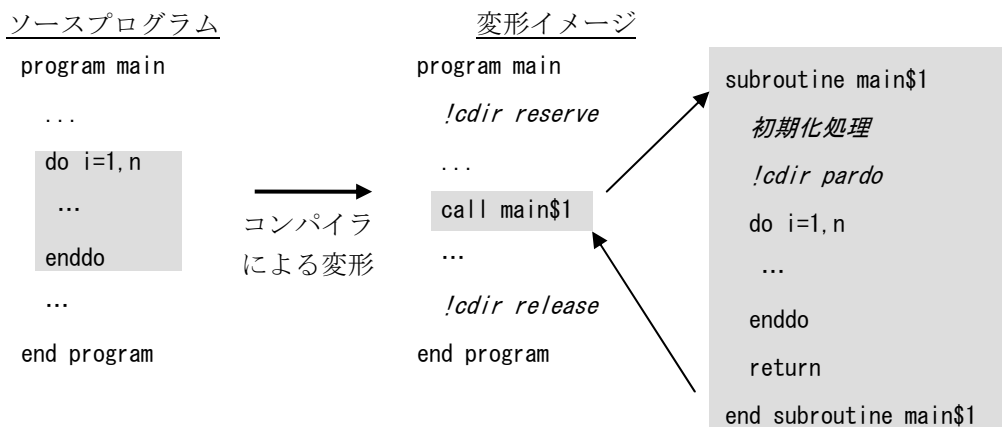 ソースプログラム
program main
...
do i=1,n
…
enddo
…
end program
コンパイラ
による変形
変形イメージ
program main
!cdir reserve
...
call main$1
…
!cdir release
end program
subroutine main$1
初期化処理
!cdir pardo
do i=1,n
…
enddo
return
end subroutine main$1